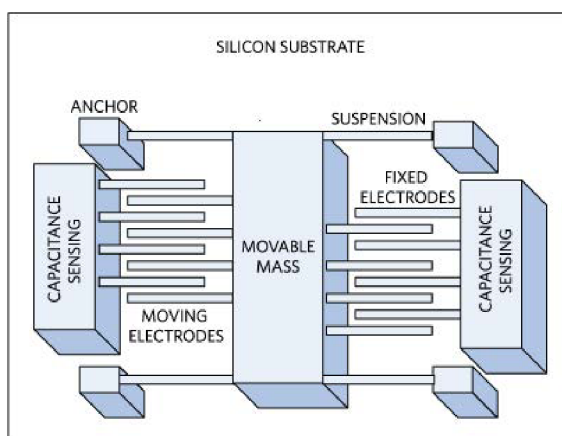 SILICON SUBSTRATE
ANCHOR
SUSPENSION
FIXED
ELECTRODES
CAPACITANCE
SENSING
MOVABLE
MASS
CAPACITANCE
SENSING
MOVING
ELECTRODES